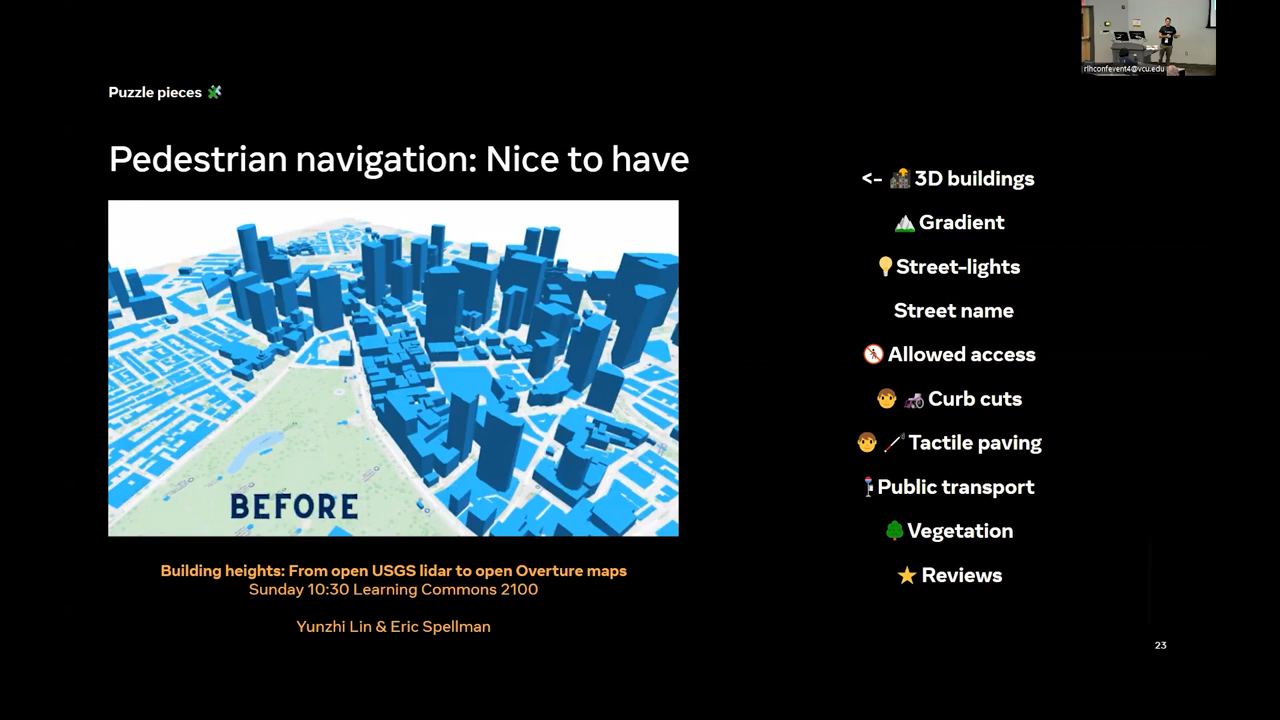 rlhconfevent4@vcu.edu
Puzzle pieces
Pedestrian navigation: Nice to have
BEFORE
Building heights: From open USGS lidar to open Overture maps
Sunday 10:30 Learning Commons 2100
Yunzhi Lin & Eric Spellman
<- 3D buildings
Gradient
Street-lights
Street name
Allowed access
Curb cuts
Tactile paving
Public transport
Vegetation
Reviews
23